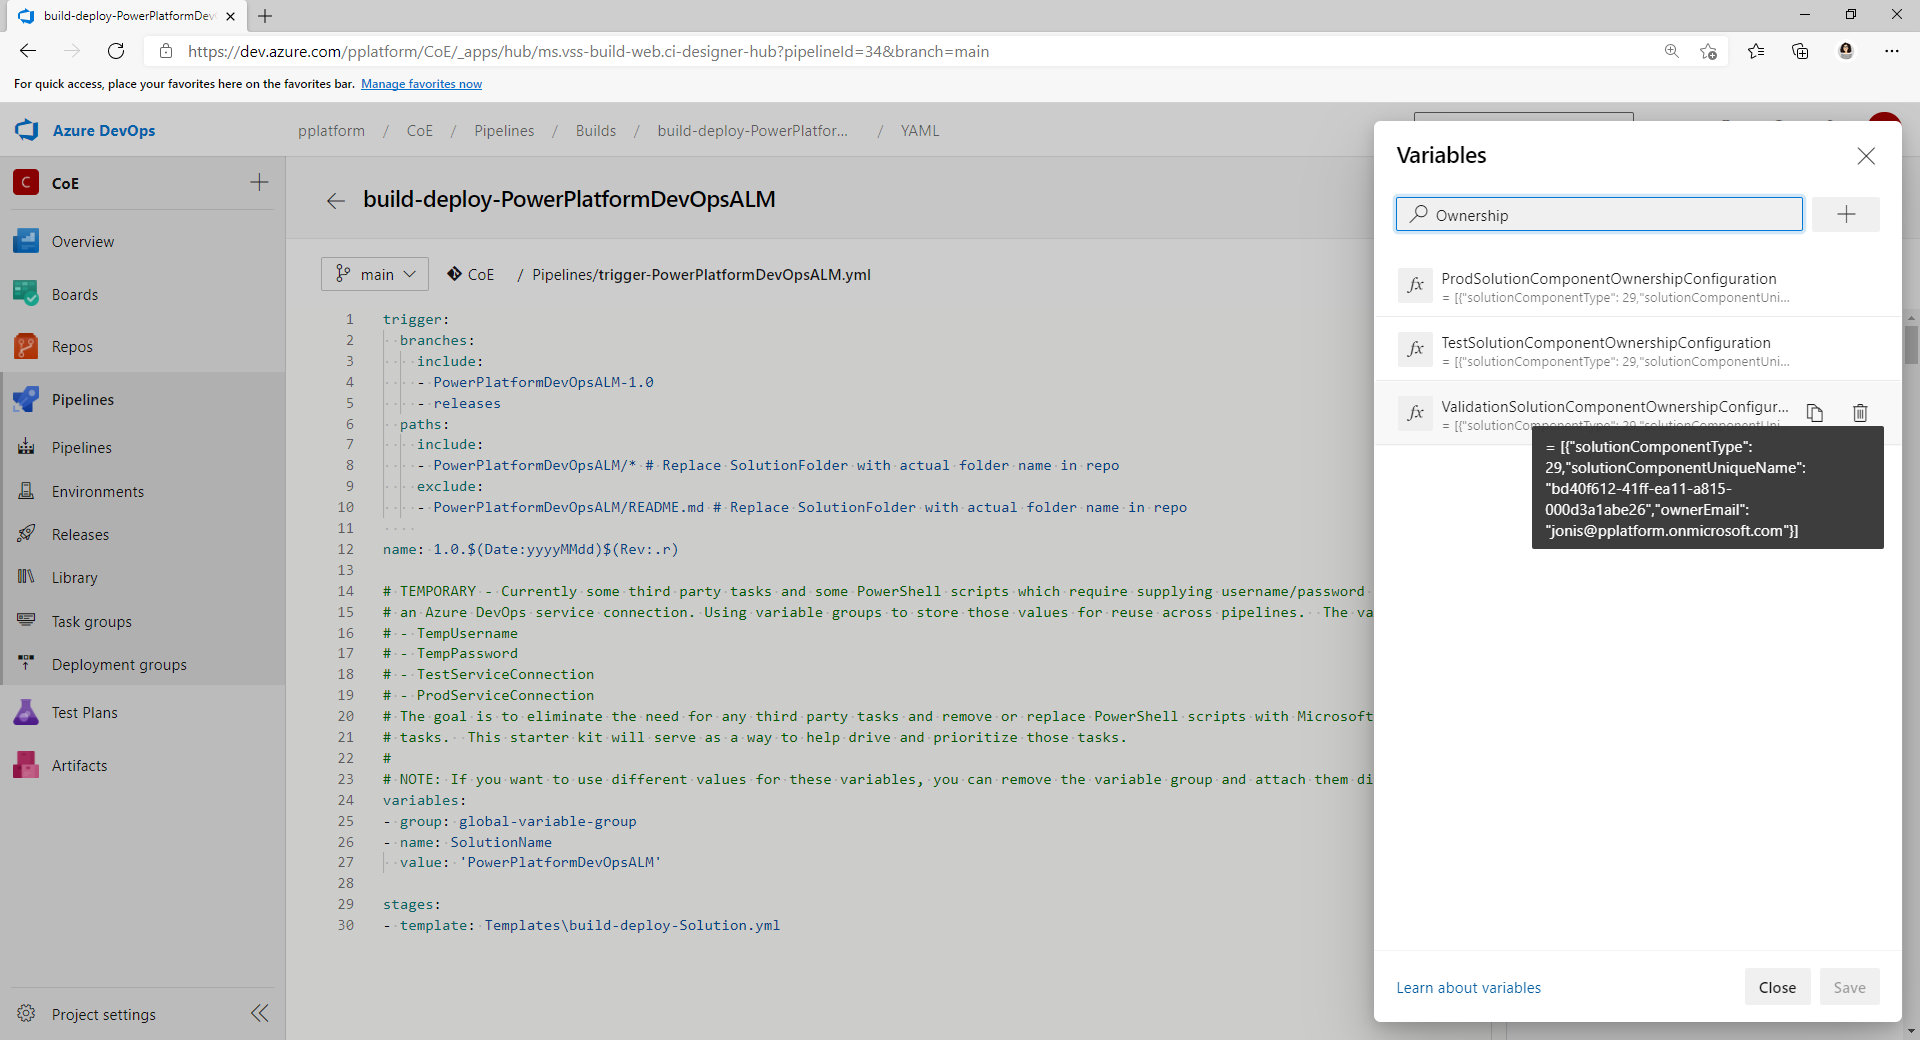 build-deploy-PowerPlatformDev
https://dev.azure.com/pplatform/CoE/_apps/hub/ms.vss-build-web.ci-designer-hub?pipelineId=34&branch=main
For quick access, place your favorites here on the favorites bar. Manage favorites now
Azure DevOps
pplatform / CoE / Pipelines / Builds / build-deploy-PowerPlatfor... / YAML
C CoE
Overview
Boards
Repos
Pipelines
Pipelines
Environments
Releases
Library
Task groups
Deployment groups
Test Plans
Artifacts
Project settings
build-deploy-PowerPlatformDevOpsALM
main CoE / Pipelines/trigger-PowerPlatformDevOpsALM.yml
1 trigger:
2 branches:
3 include:
4 - PowerPlatformDevOpsALM-1.0
5 - releases
6 paths:
7 include:
8 - PowerPlatformDevOpsALM/* # Replace SolutionFolder with actual folder name in repo
9 exclude:
10 - PowerPlatformDevOpsALM/README.md # Replace SolutionFolder with actual folder name in repo
11
12 name: 1.0.$(Date:yyyyMMdd)$(Rev:.r)
13
14 # TEMPORARY - Currently some third party tasks and some PowerShell scripts which require supplying username/password
15 # an Azure DevOps service connection. Using variable groups to store those values for reuse across pipelines. The va
16 # - TempUsername
17 # - TempPassword
18 # - TestServiceConnection
19 # - ProdServiceConnection
20 # The goal is to eliminate the need for any third party tasks and remove or replace PowerShell scripts with Microsoft
21 # tasks. This starter kit will serve as a way to help drive and prioritize those tasks.
22 #
23 # NOTE: If you want to use different values for these variables, you can remove the variable group and attach them di
24 variables:
25 - group: global-variable-group
26 - name: SolutionName
27 value: 'PowerPlatformDevOpsALM'
28
29 stages:
30 - template: Templates\build-deploy-Solution.yml
Variables
Ownership
fx ProdSolutionComponentOwnershipConfiguration
= [{"solutionComponentType": 29,"solutionComponentUni...
fx TestSolutionComponentOwnershipConfiguration
= [{"solutionComponentType": 29,"solutionComponentUni...
fx ValidationSolutionComponentOwnershipConfigur...
= [{"solutionComponentType": 29,"solutionComponentUni...
= [{"solutionComponentType":
29,"solutionComponentUniqueName":
"bd40f612-41ff-ea11-a815-
000d3a1abe26","ownerEmail":
"jonis@pplatform.onmicrosoft.com"}]
Learn about variables
Close Save